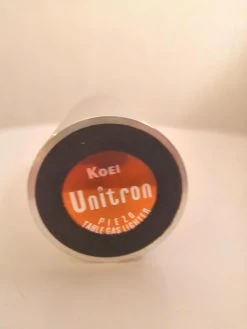 KOEI
Unitron
PIEZO
TABLE GAS LIGHTER